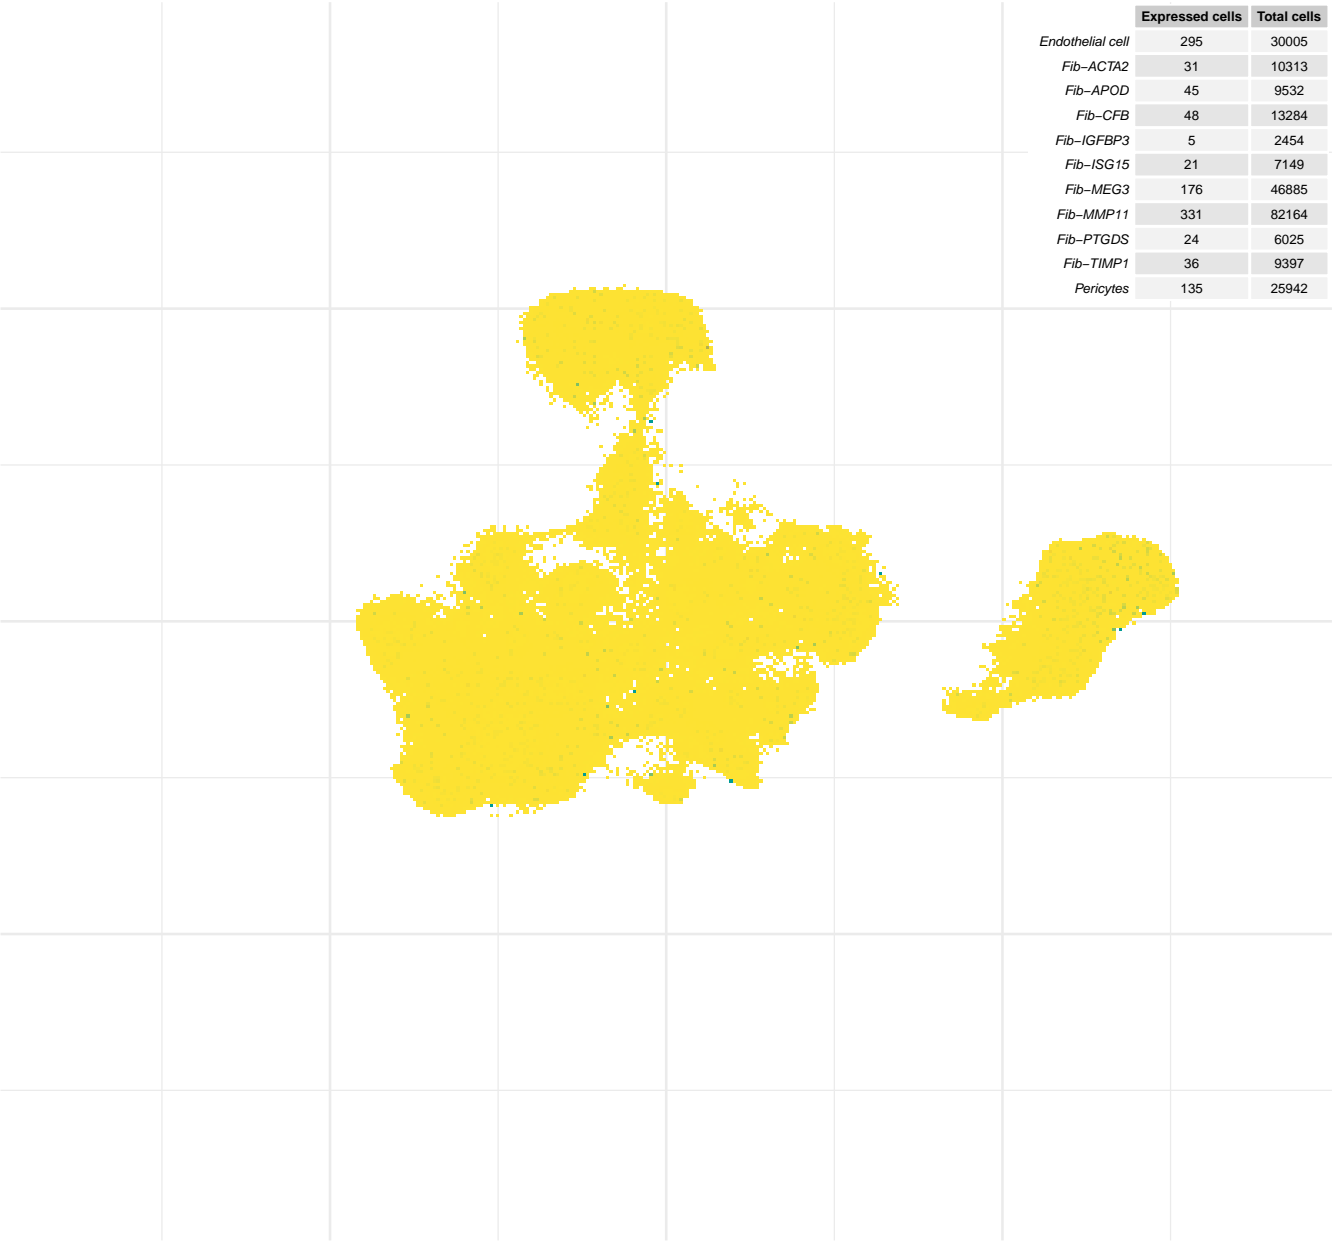 Expressed cells Total cells
Endothelial cell 295 30005
Fib−ACTA2 31 10313
Fib−APOD 45 9532
Fib−CFB 48 13284
Fib−IGFBP3 5 2454
Fib−ISG15 21 7149
Fib−MEG3 176 46885
Fib−MMP11 331 82164
Fib−PTGDS 24 6025
Fib−TIMP1 36 9397
Pericytes 135 25942